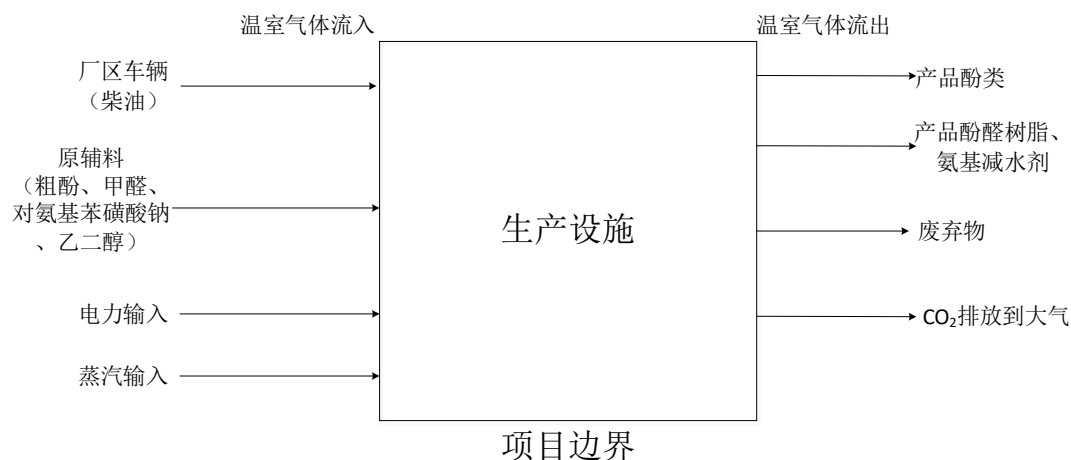 温室气体流入
温室气体流出
厂区车辆
（柴油）
原辅料
（粗酚、甲醛、
对氨基苯磺酸钠
、乙二醇）
电力输入
蒸汽输入
生产设施
产品酚类
产品酚醛树脂、
氨基减水剂
废弃物
CO₂排放到大气
项目边界